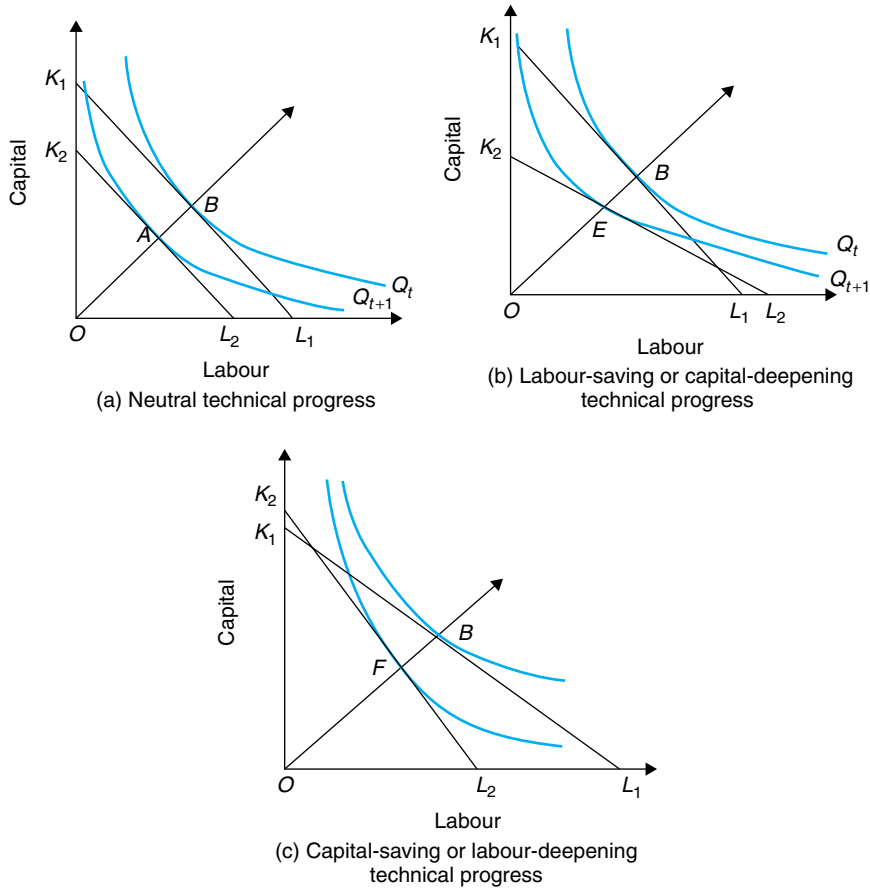 K1
K2
Capital
A
B
Qt
Qt+1
O
L2
L1
Labour
(a) Neutral technical progress
K1
K2
Capital
B
E
Qt
Qt+1
O
L1
L2
Labour
(b) Labour-saving or capital-deepening
technical progress
K2
K1
Capital
B
F
O
L2
L1
Labour
(c) Capital-saving or labour-deepening
technical progress